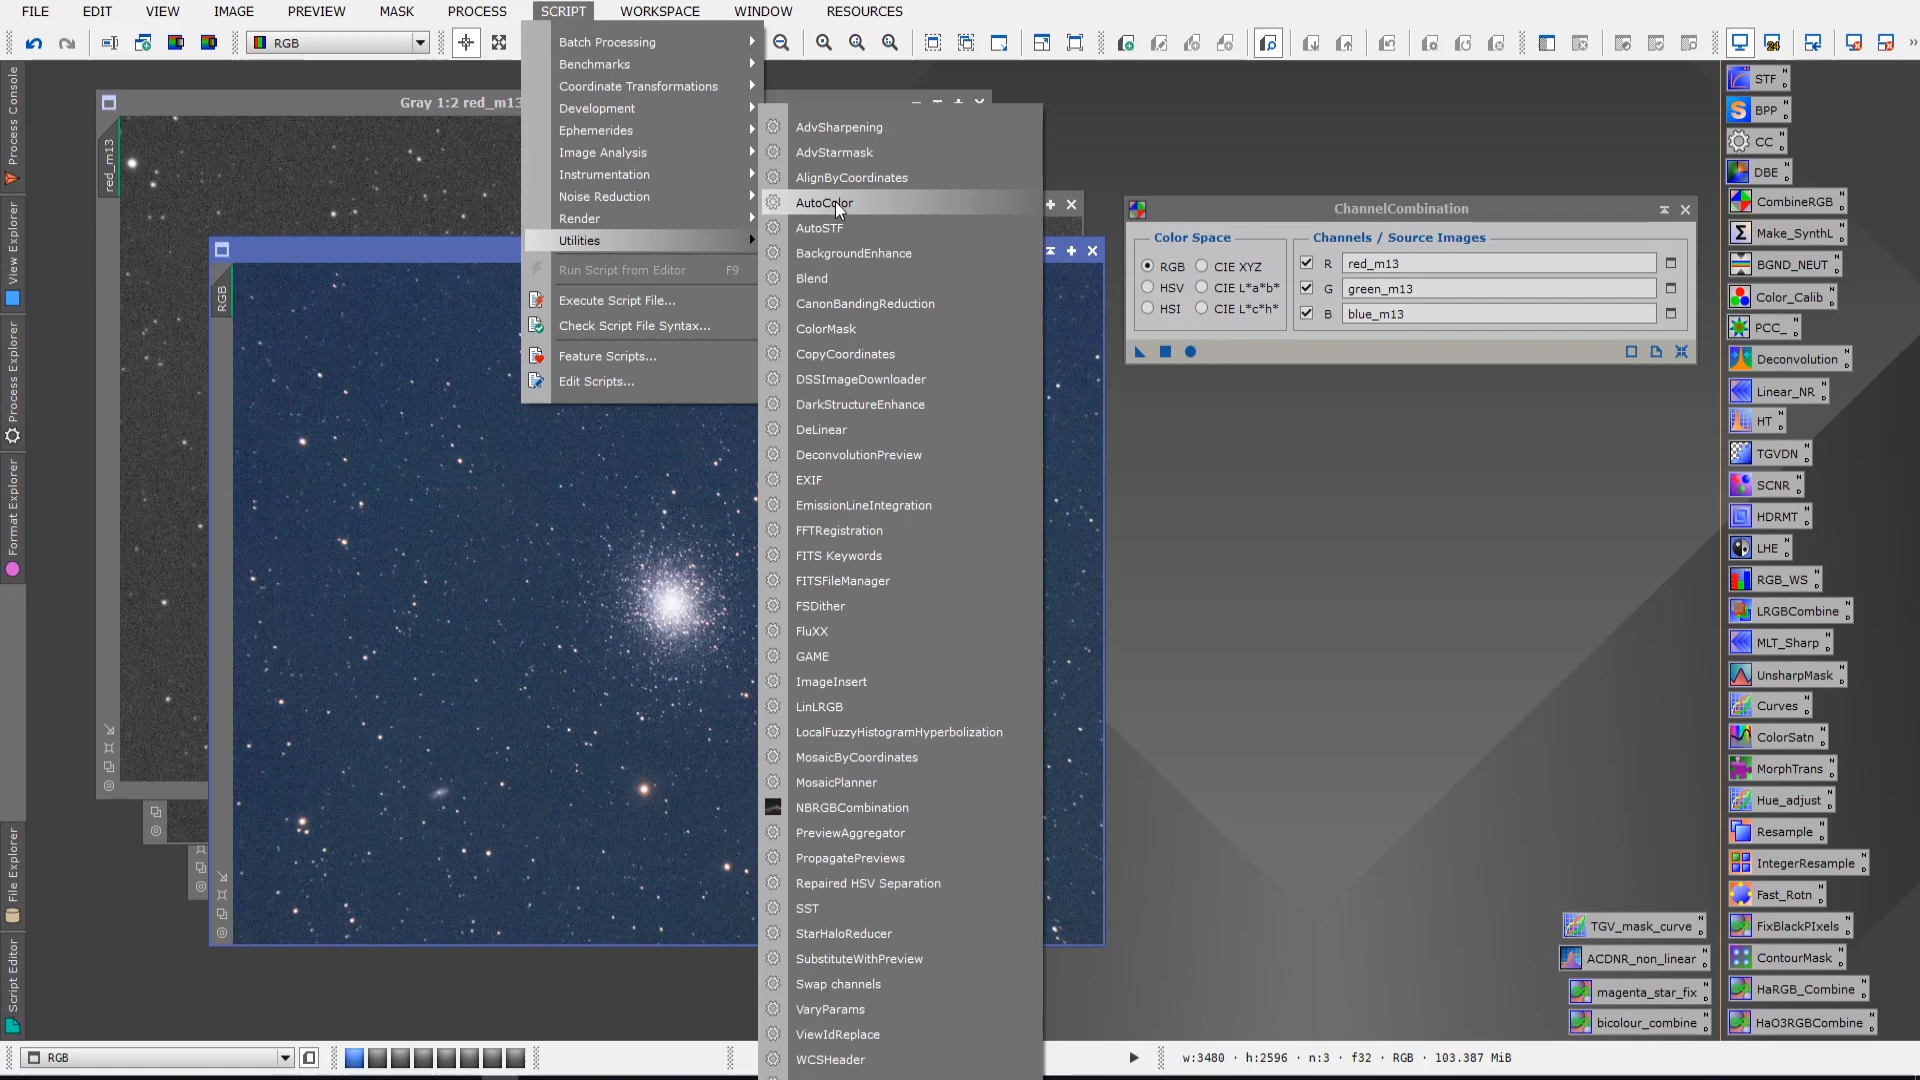 FILE EDIT VIEW IMAGE PREVIEW MASK PROCESS SCRIPT WORKSPACE WINDOW RESOURCES
RGB
Process Console
View Explorer
Process Explorer
Format Explorer
File Explorer
Script Editor
Gray 1:2 red_m13
red_m13
RGB
Batch Processing
Benchmarks
Coordinate Transformations
Development
Ephemerides
Image Analysis
Instrumentation
Noise Reduction
Render
Utilities
Run Script from Editor F9
Execute Script File...
Check Script File Syntax...
Feature Scripts...
Edit Scripts...
AdvSharpening
AdvStarmask
AlignByCoordinates
AutoColor
AutoSTF
BackgroundEnhance
Blend
CanonBandingReduction
ColorMask
CopyCoordinates
DSSImageDownloader
DarkStructureEnhance
DeLinear
DeconvolutionPreview
EXIF
EmissionLineIntegration
FFTRegistration
FITS Keywords
FITSFileManager
FSDither
FluXX
GAME
ImageInsert
LinLRGB
LocalFuzzyHistogramHyperbolization
MosaicByCoordinates
MosaicPlanner
NBRGBCombination
PreviewAggregator
PropagatePreviews
Repaired HSV Separation
SST
StarHaloReducer
SubstituteWithPreview
Swap channels
VaryParams
ViewIdReplace
WCSHeader
ChannelCombination
Color Space
RGB CIE XYZ
HSV CIE L*a*b*
HSI CIE L*c*h*
Channels / Source Images
R red_m13
G green_m13
B blue_m13
STF
BPP
CC
DBE
CombineRGB
Make_SynthL
BGND_NEUT
Color_Calib
PCC_
Deconvolution
Linear_NR
HT
TGVDN
SCNR
HDRMT
LHE
RGB_WS
LRGBCombine
MLT_Sharp
UnsharpMask
Curves
ColorSatn
MorphTrans
Hue_adjust
Resample
IntegerResample
Fast_Rotn
FixBlackPIxels
ContourMask
HaRGB_Combine
HaO3RGBCombine
TGV_mask_curve
ACDNR_non_linear
magenta_star_fix
bicolour_combine
RGB
w:3480 · h:2596 · n:3 · f32 · RGB · 103.387 MiB